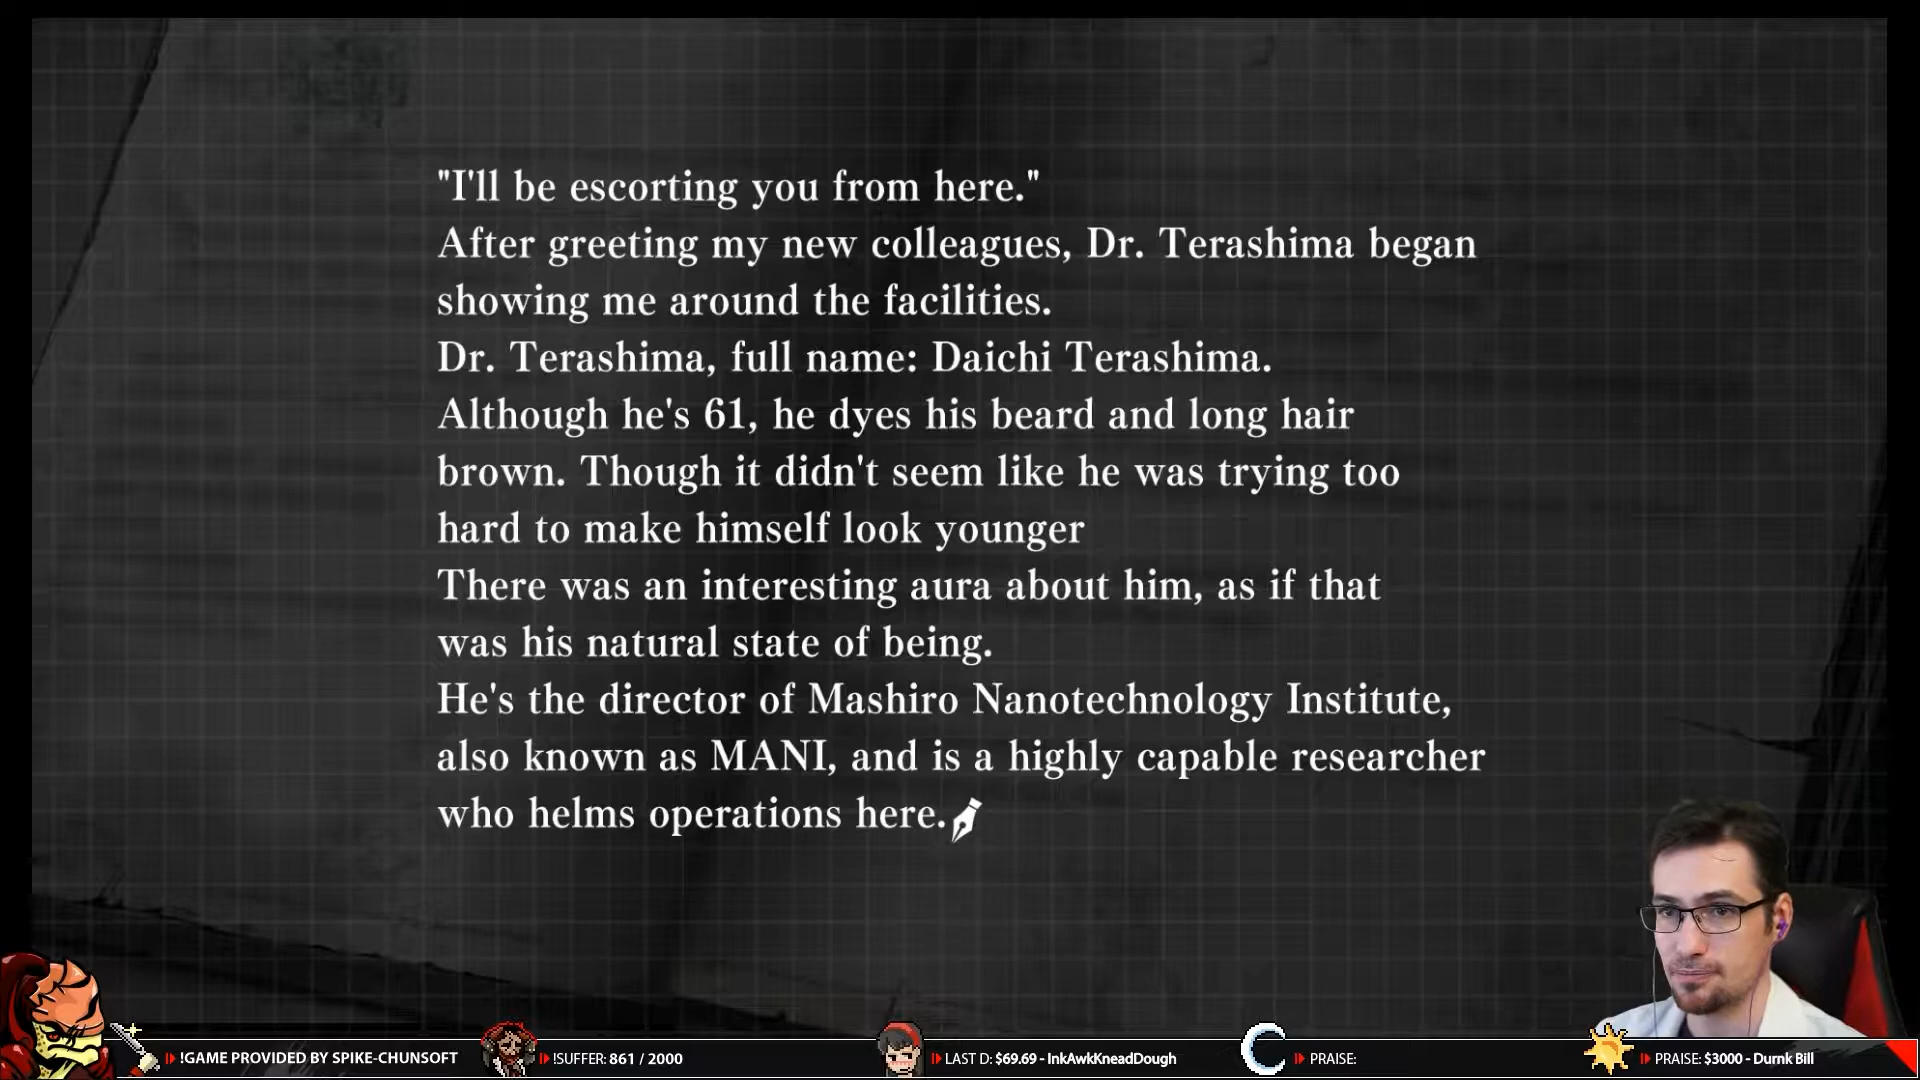 "I'll be escorting you from here."
After greeting my new colleagues, Dr. Terashima began
showing me around the facilities.
Dr. Terashima, full name: Daichi Terashima.
Although he's 61, he dyes his beard and long hair
brown. Though it didn't seem like he was trying too
hard to make himself look younger
There was an interesting aura about him, as if that
was his natural state of being.
He's the director of Mashiro Nanotechnology Institute,
also known as MANI, and is a highly capable researcher
who helms operations here.
!GAME PROVIDED BY SPIKE-CHUNSOFT
!SUFFER: 861 / 2000
LAST D: $69.69 - InkAwkKneadDough
PRAISE:
PRAISE: $3000 - Durnk Bill